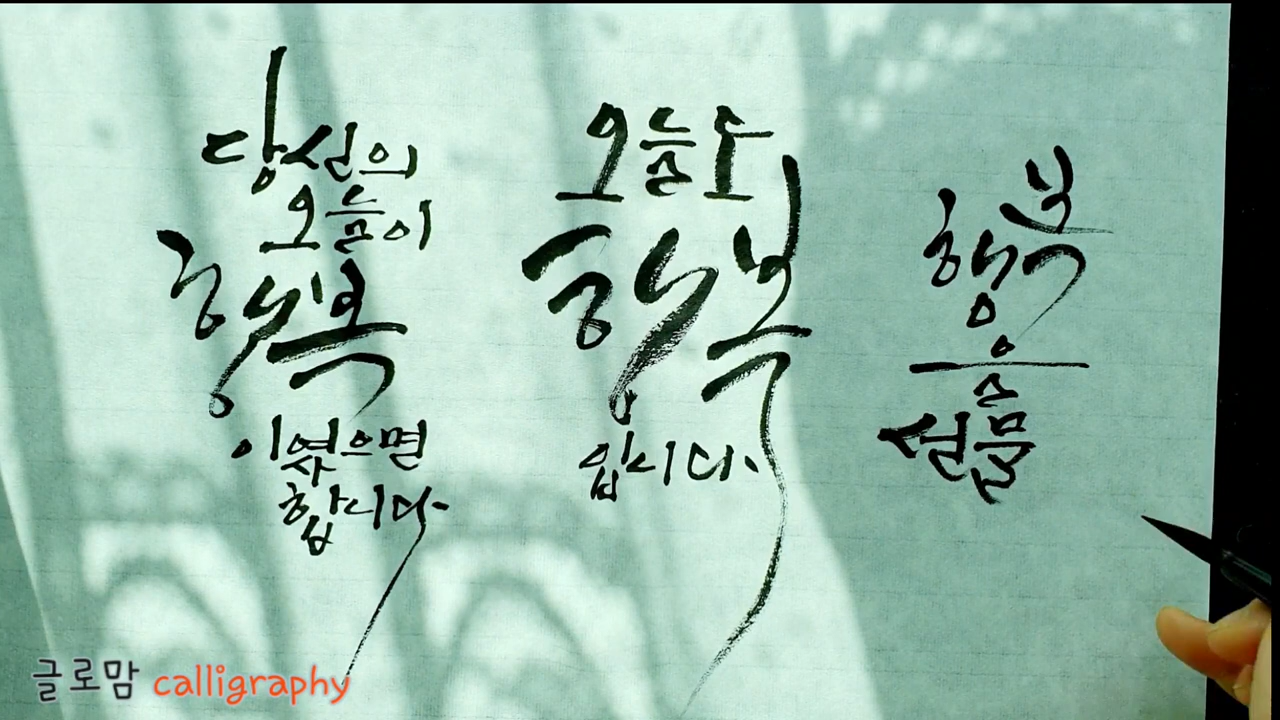 당신의
오늘이
행복
이였으면
합니다.
오늘도
행복
입니다.
행복
음
선물
글로맘 calligraphy